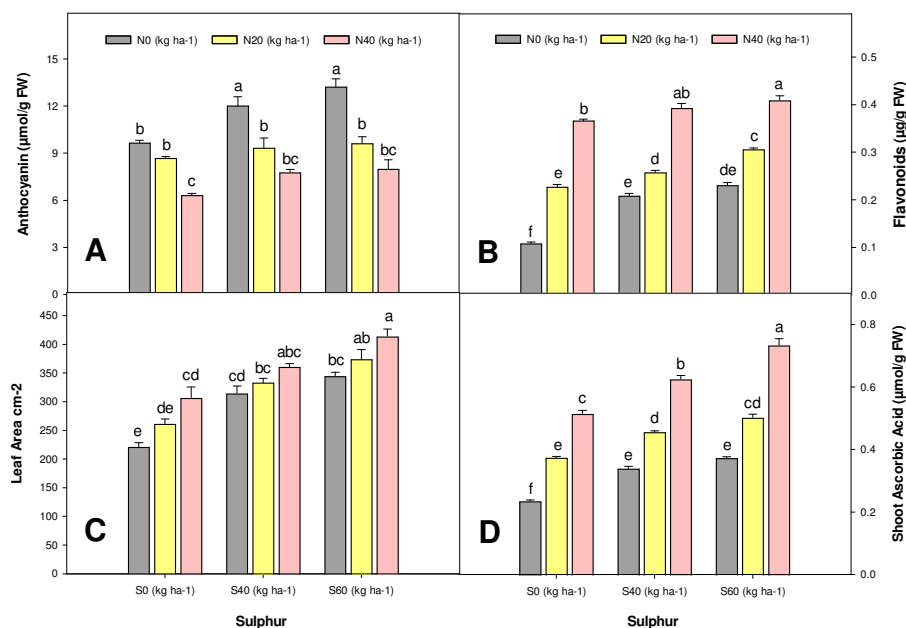 N0 (kg ha-1) N20 (kg ha-1) N40 (kg ha-1)
Anthocyanin (µmol/g FW)
15
12
9
6
3
0
b b c a b bc a b bc
A
N0 (kg ha-1) N20 (kg ha-1) N40 (kg ha-1)
Flavonoids (µg/g FW)
0.5
0.4
0.3
0.2
0.1
0.0
f e b e d ab de c a
B
Leaf Area cm-2
450
400
350
300
250
200
150
100
50
0
e de cd cd bc abc bc ab a
C
S0 (kg ha-1) S40 (kg ha-1) S60 (kg ha-1)
Sulphur
Shoot Ascorbic Acid (µmol/g FW)
0.8
0.6
0.4
0.2
0.0
f e c e d b e cd a
D
S0 (kg ha-1) S40 (kg ha-1) S60 (kg ha-1)
Sulphur